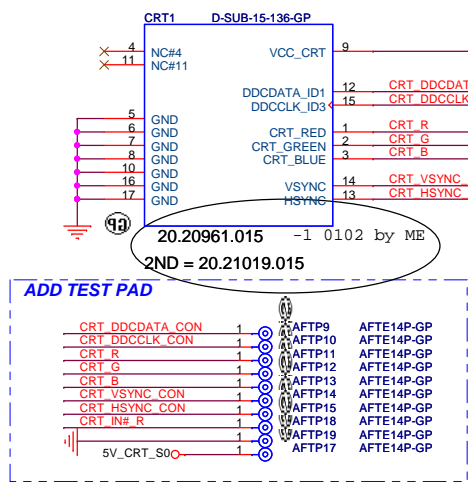 CRT1 D-SUB-15-136-GP
4 NC#4 VCC_CRT 9
11 NC#11
DDCDATA_ID1 12 CRT_DDCDAT
DDCCLK_ID3 15 CRT_DDCCLK
5 GND
6 GND CRT_RED 1 CRT_R
7 GND CRT_GREEN 2 CRT_G
8 GND CRT_BLUE 3 CRT_B
10 GND
16 GND VSYNC 14 CRT_VSYNC_
17 GND HSYNC 13 CRT_HSYNC_
GP
20.20961.015 -1 0102 by ME
2ND = 20.21019.015
ADD TEST PAD
CRT_DDCDATA_CON 1 AFTP9 AFTE14P-GP
CRT_DDCCLK_CON 1 AFTP10 AFTE14P-GP
CRT_R 1 AFTP11 AFTE14P-GP
CRT_G 1 AFTP12 AFTE14P-GP
CRT_B 1 AFTP13 AFTE14P-GP
CRT_VSYNC_CON 1 AFTP14 AFTE14P-GP
CRT_HSYNC_CON 1 AFTP15 AFTE14P-GP
CRT_IN#_R 1 AFTP18 AFTE14P-GP
1 AFTP19 AFTE14P-GP
5V_CRT_S0 1 AFTP17 AFTE14P-GP